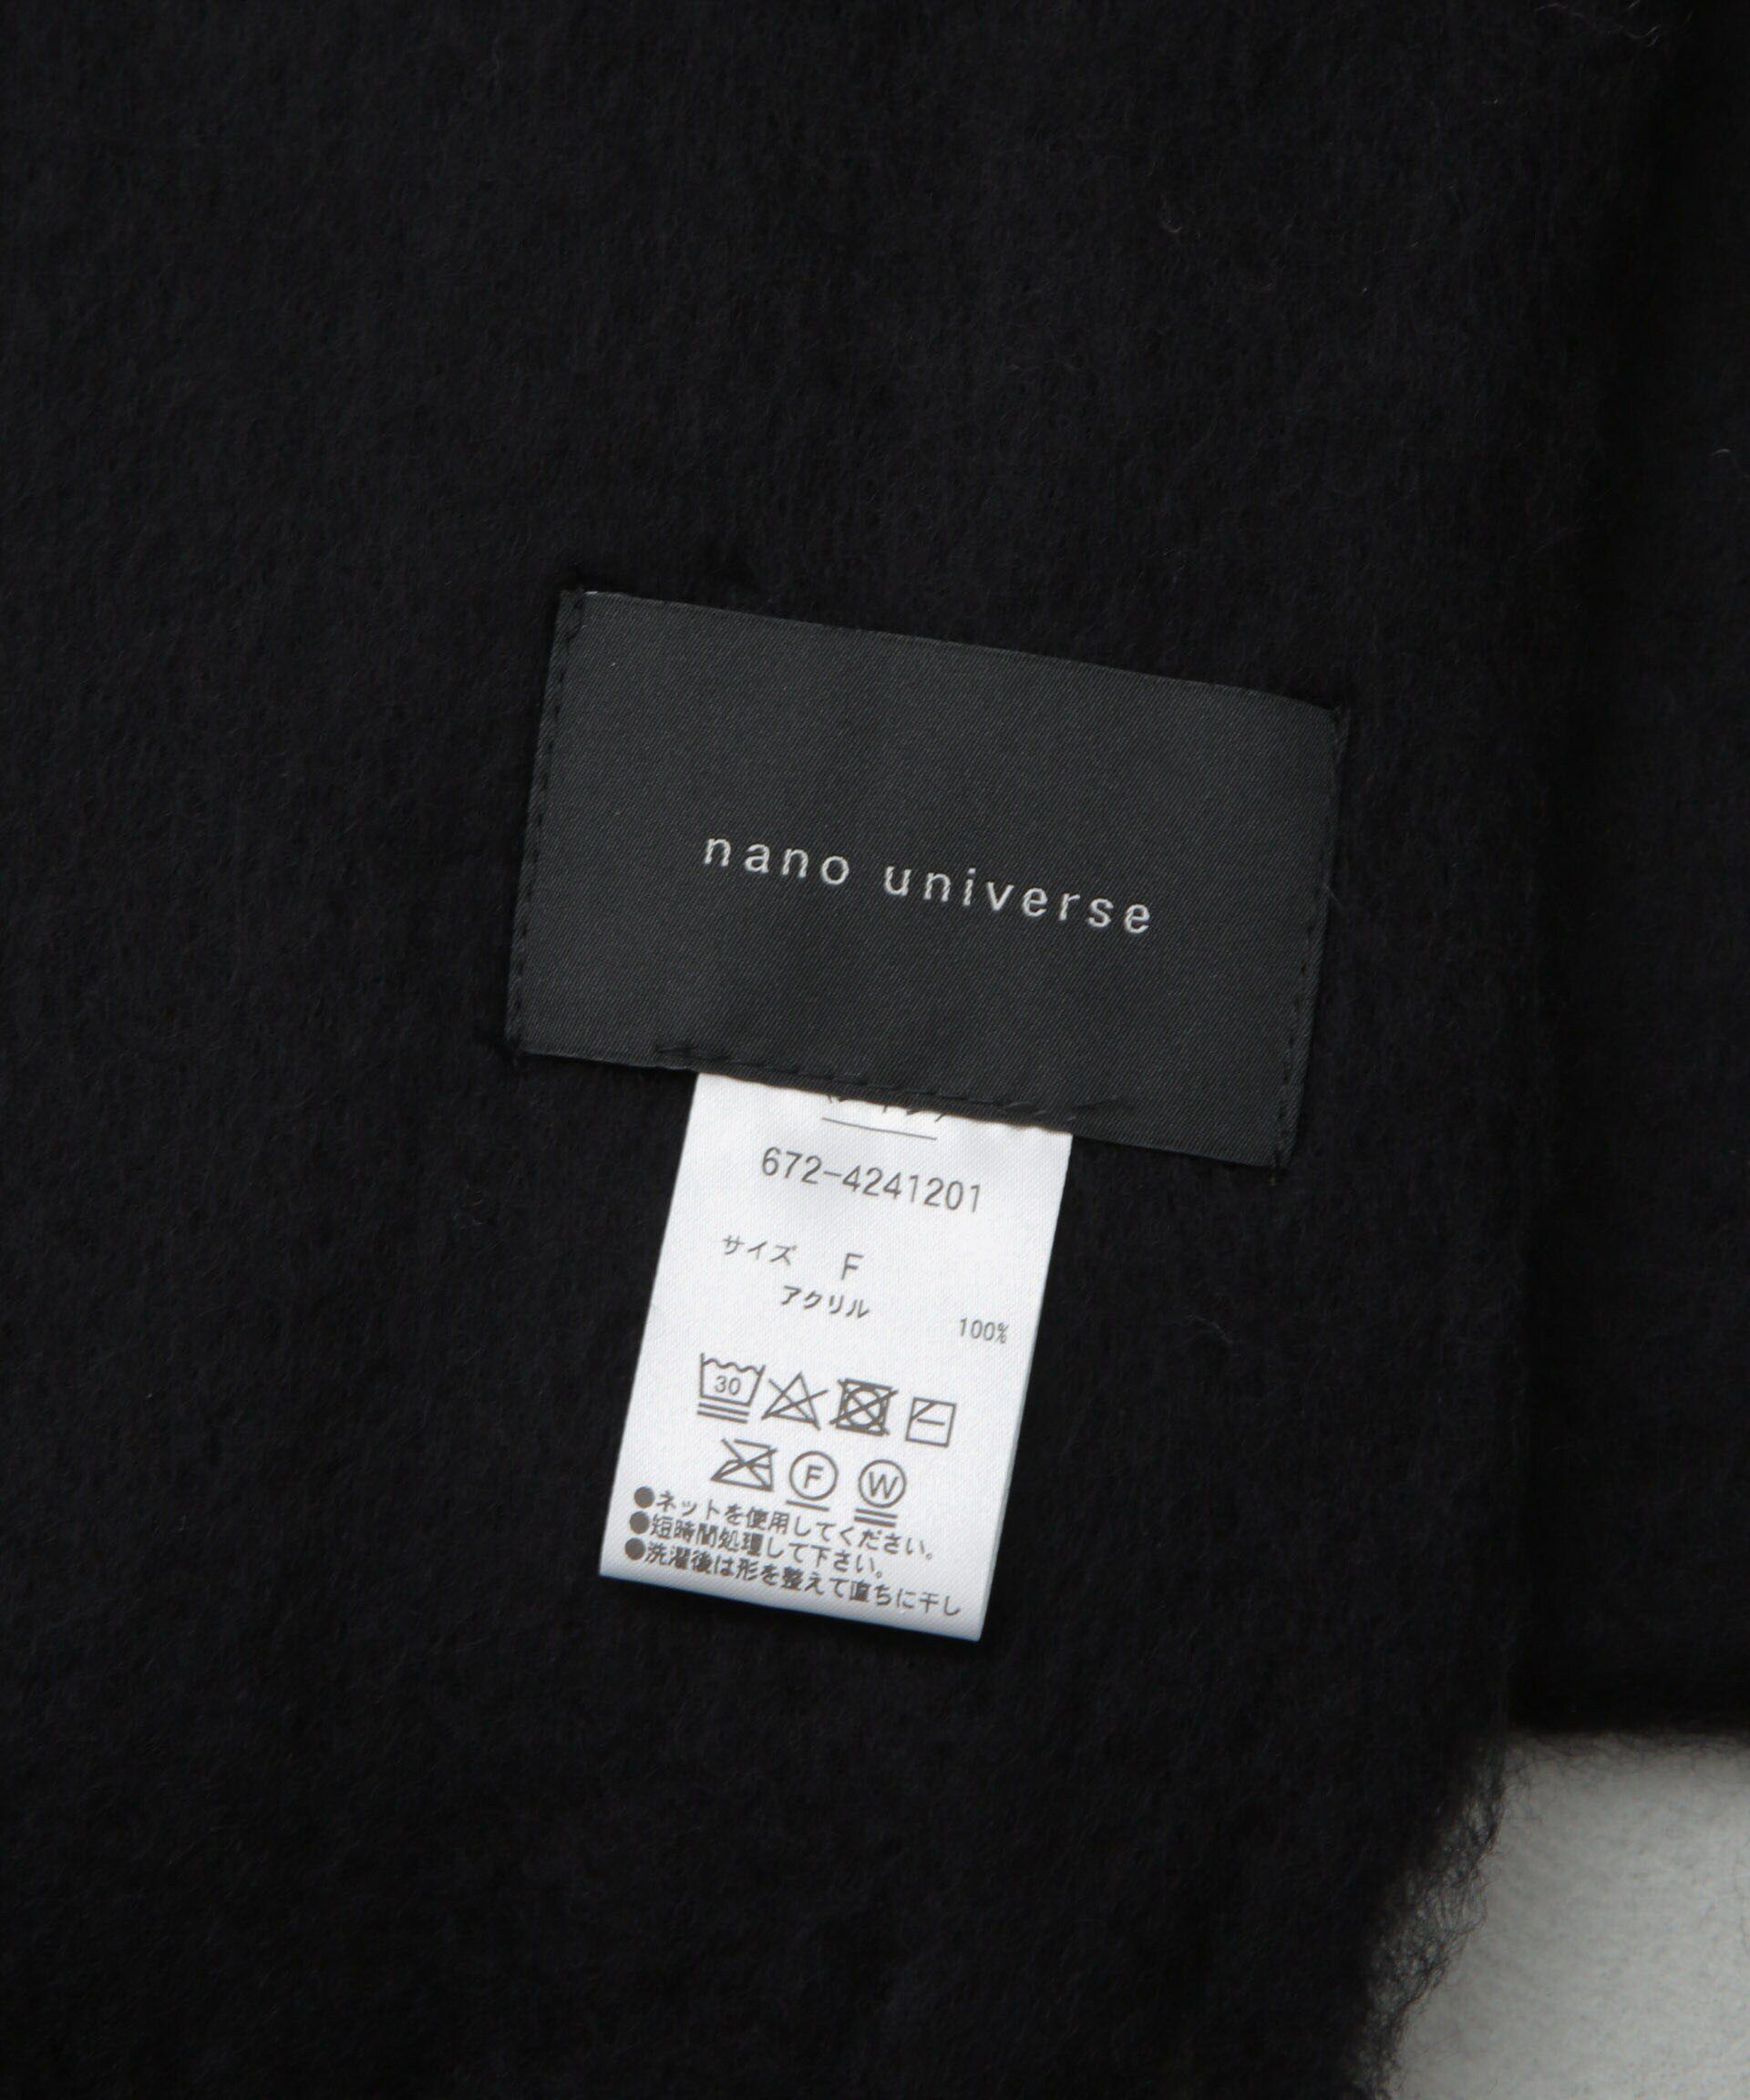 nano universe
672-4241201
サイズ F
アクリル 100%
30
F W
●ネットを使用してください。
●短時間処理して下さい。
●洗濯後は形を整えて直ちに干し